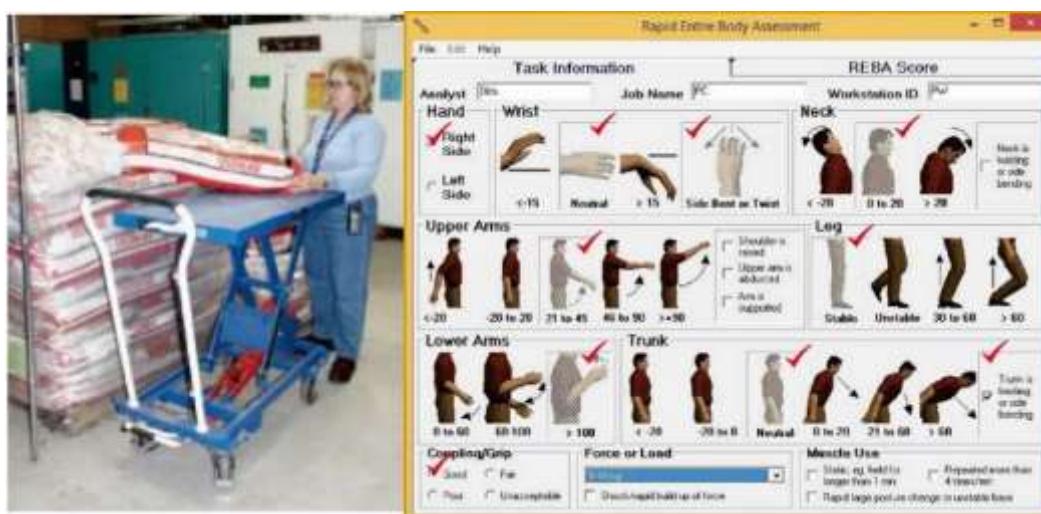 Rapid Entire Body Assessment
File Edit Help
Task Information
REBA Score
Analyst
Job Name PC
Workstation ID
Hand
Right Side
Left Side
Wrist
<-15
Neutral
> 15
Side Bent or Twist
Neck
< -20
0 to 20
> 20
Neck is
twisting
or side
bending
Upper Arms
<-20
-20 to 20
21 to 45
46 to 90
>=90
Shoulder is
raised
Upper arm is
abducted
Arm is
supported
Leg
Stable
Unstable
30 to 60
> 60
Lower Arms
0 to 60
60-100
> 100
Trunk
< -20
-20 to 0
Neutral
0 to 20
21 to 60
> 60
Trunk is
twisting
or side
bending
Coupling/Grip
Good
Fair
Poor
Unacceptable
Force or Load
Shock/rapid build up of force
Muscle Use
Static, eg. held for
longer than 1 min
Repeated more than
4 times/min
Rapid large posture change or unstable base